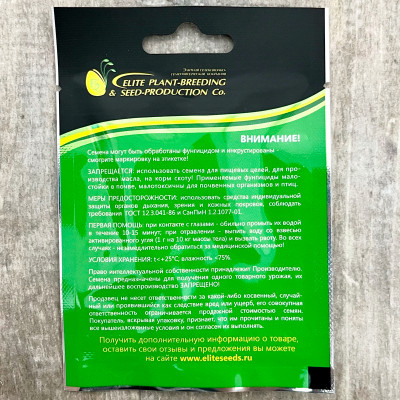 ELITE PLANT-BREEDING
& SEED-PRODUCTION Co.
ВНИМАНИЕ!
Семена могут быть обработаны фунгицидом и инкрустированы -
смотрите маркировку на этикетке!
ЗАПРЕЩАЕТСЯ: использовать семена для пищевых целей, для про-
изводства масла, на корм скоту! Применяемые фунгициды мало-
стойки в почве, малотоксичны для почвенных организмов и птиц.
МЕРЫ ПРЕДОСТОРОЖНОСТИ: использовать средства индивидуальной
защиты органов дыхания, зрения и кожных покровов, соблюдать
требования ГОСТ 12.3.041-86 и СанПИН 1.2.1077-01.
ПЕРВАЯ ПОМОЩЬ: при контакте с глазами - обильно промыть их водой
в течение 10-15 минут; при отравлении - выпить воду со взвесью
активированного угля (1 г на 10 кг массы тела) и вызвать рвоту. Во всех
случаях - немедленно обратиться за медицинской помощью!
УСЛОВИЯ ХРАНЕНИЯ: t<+25°C, влажность <75%.
Право интеллектуальной собственности принадлежит Производителю.
Семена предназначены для получения одного товарного урожая, их
дальнейшее воспроизводство ЗАПРЕЩЕНО!
Продавец не несет ответственности за какой-либо косвенный, случай-
ный или проявившийся как следствие вред или ущерб, его совокупная
ответственность ограничивается продажной стоимостью семян.
Покупатель, вскрывая упаковку, признает, что им прочитаны и поняты
все вышеизложенные условия и он согласен их выполнять.
Получить дополнительную информацию о товаре,
оставить свои отзывы и предложения вы можете
на сайте www.eliteseeds.ru